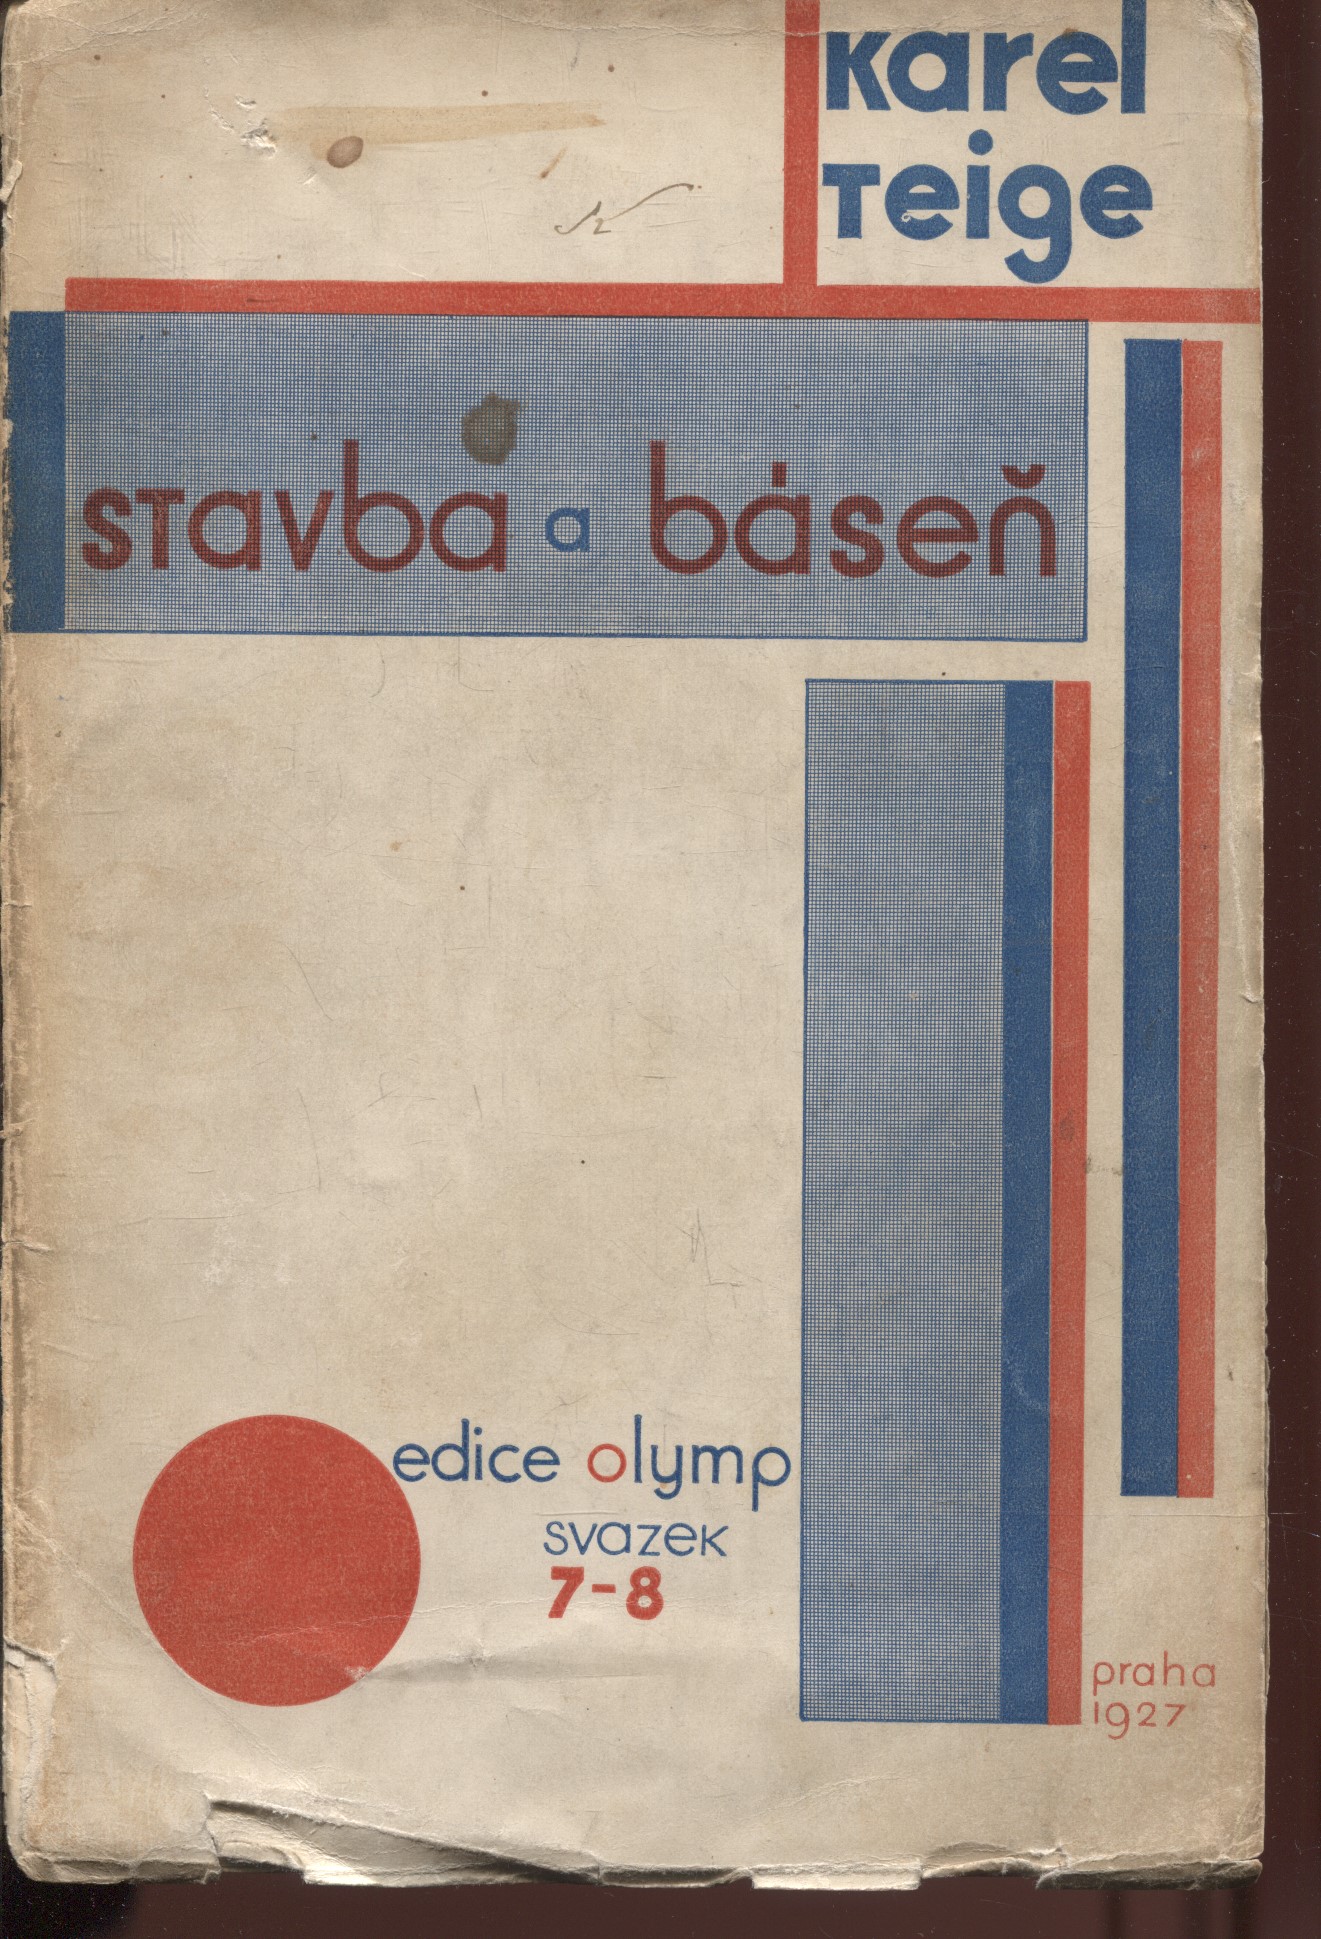 Karel
Teige
stavba a báseň
edice olymp
svazek
7-8
praha
1927